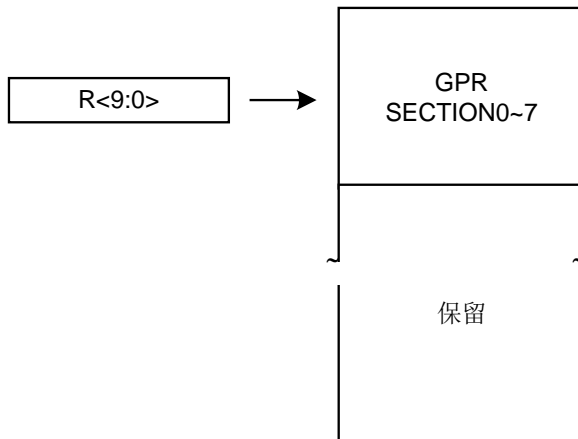 R<9:0>
GPR
SECTION0~7
~
~
保留